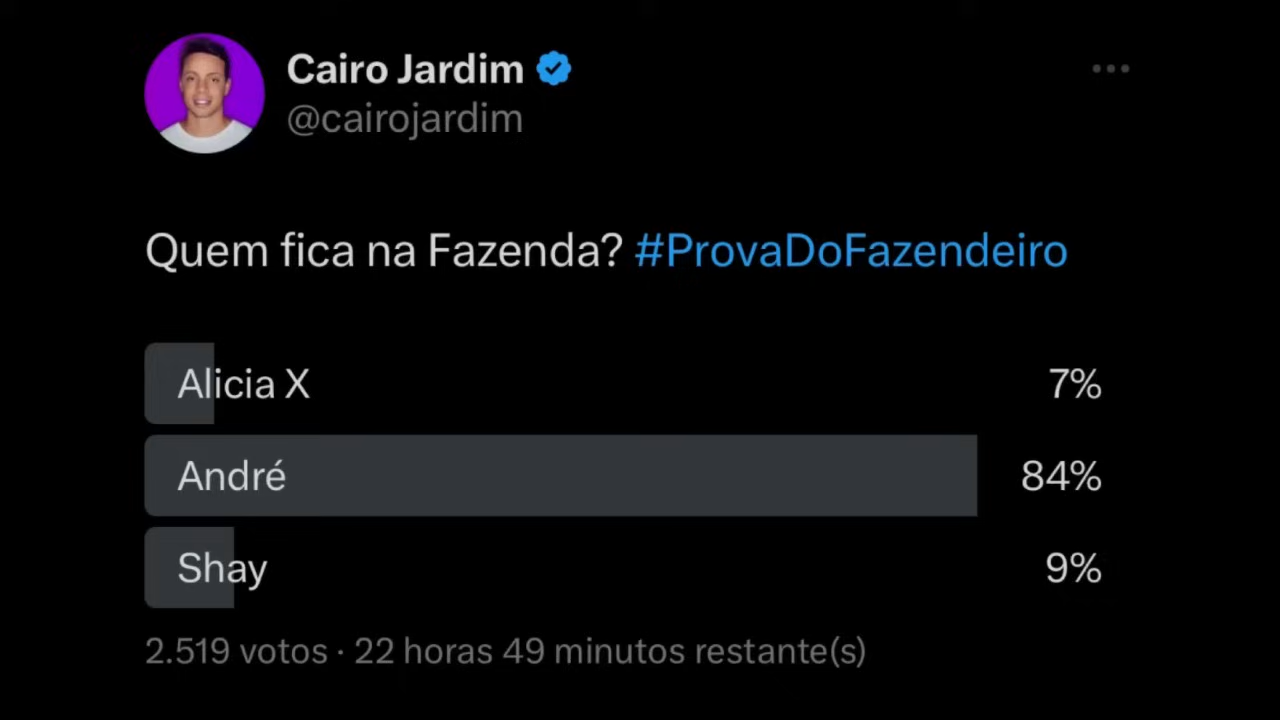 Cairo Jardim
@cairojardim
Quem fica na Fazenda? #ProvaDoFazendeiro
Alicia X 7%
André 84%
Shay 9%
2.519 votos · 22 horas 49 minutos restante(s)